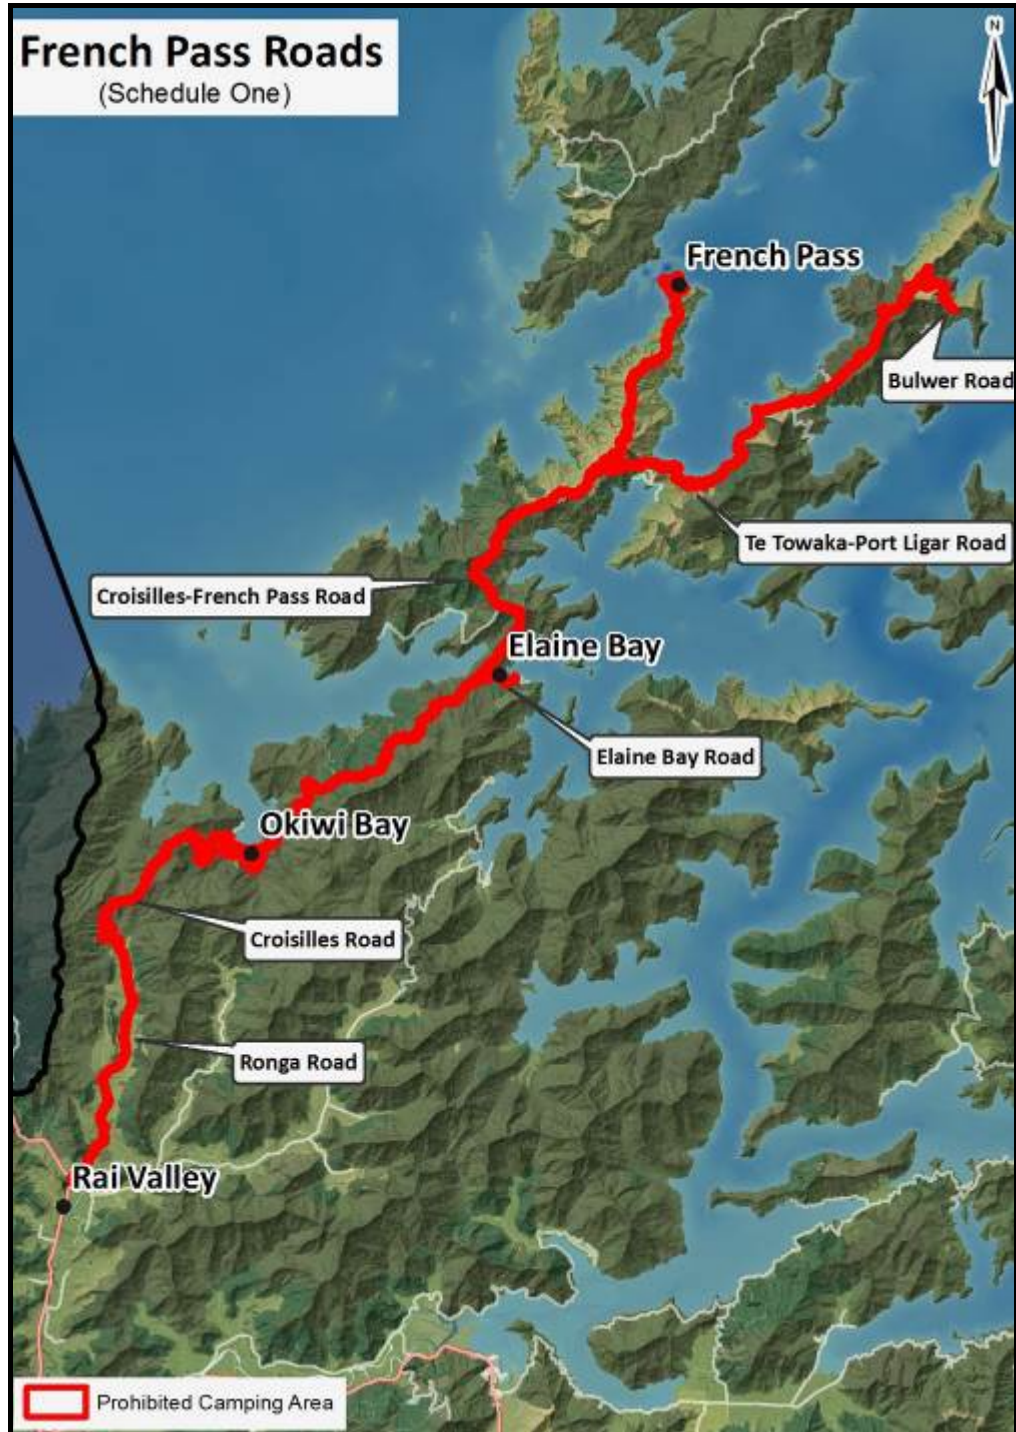 French Pass Roads
(Schedule One)
N
French Pass
Bulwer Road
Te Towaka-Port Ligar Road
Croisilles-French Pass Road
Elaine Bay
Elaine Bay Road
Okiwi Bay
Croisilles Road
Ronga Road
Rai Valley
Prohibited Camping Area